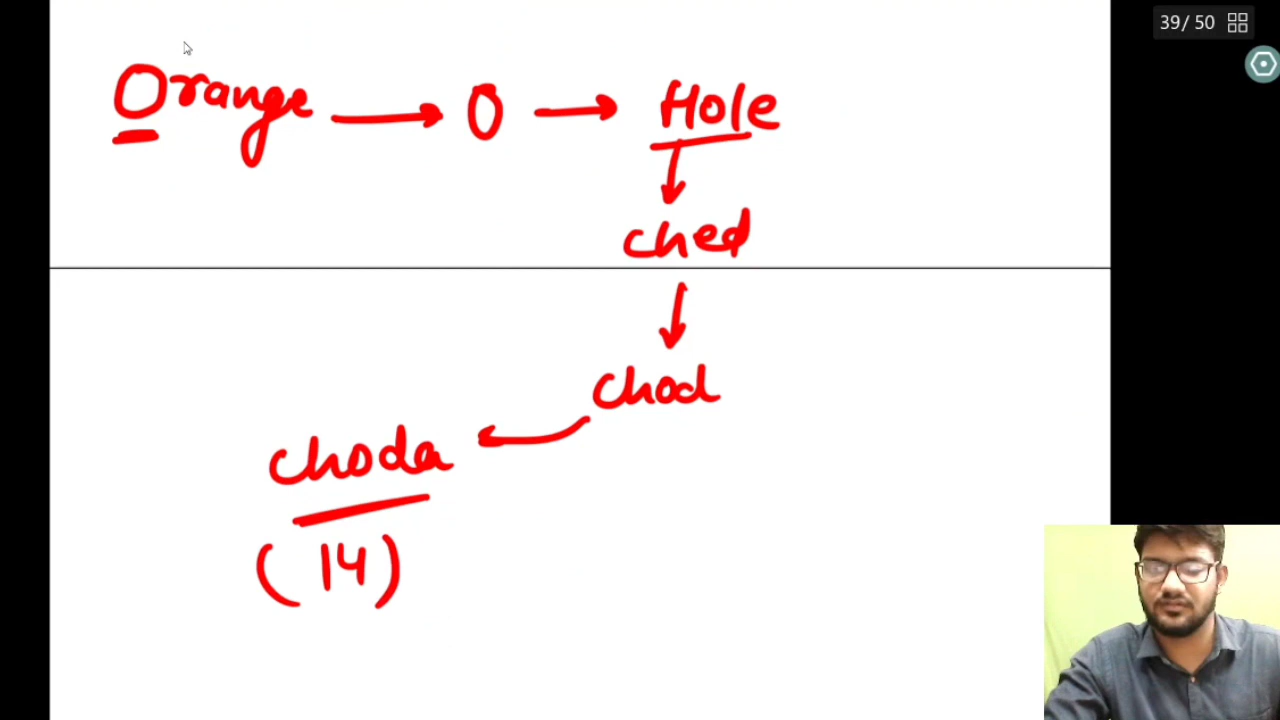 39/ 50
Orange → O → Hole
ched
chod
choda
(14)